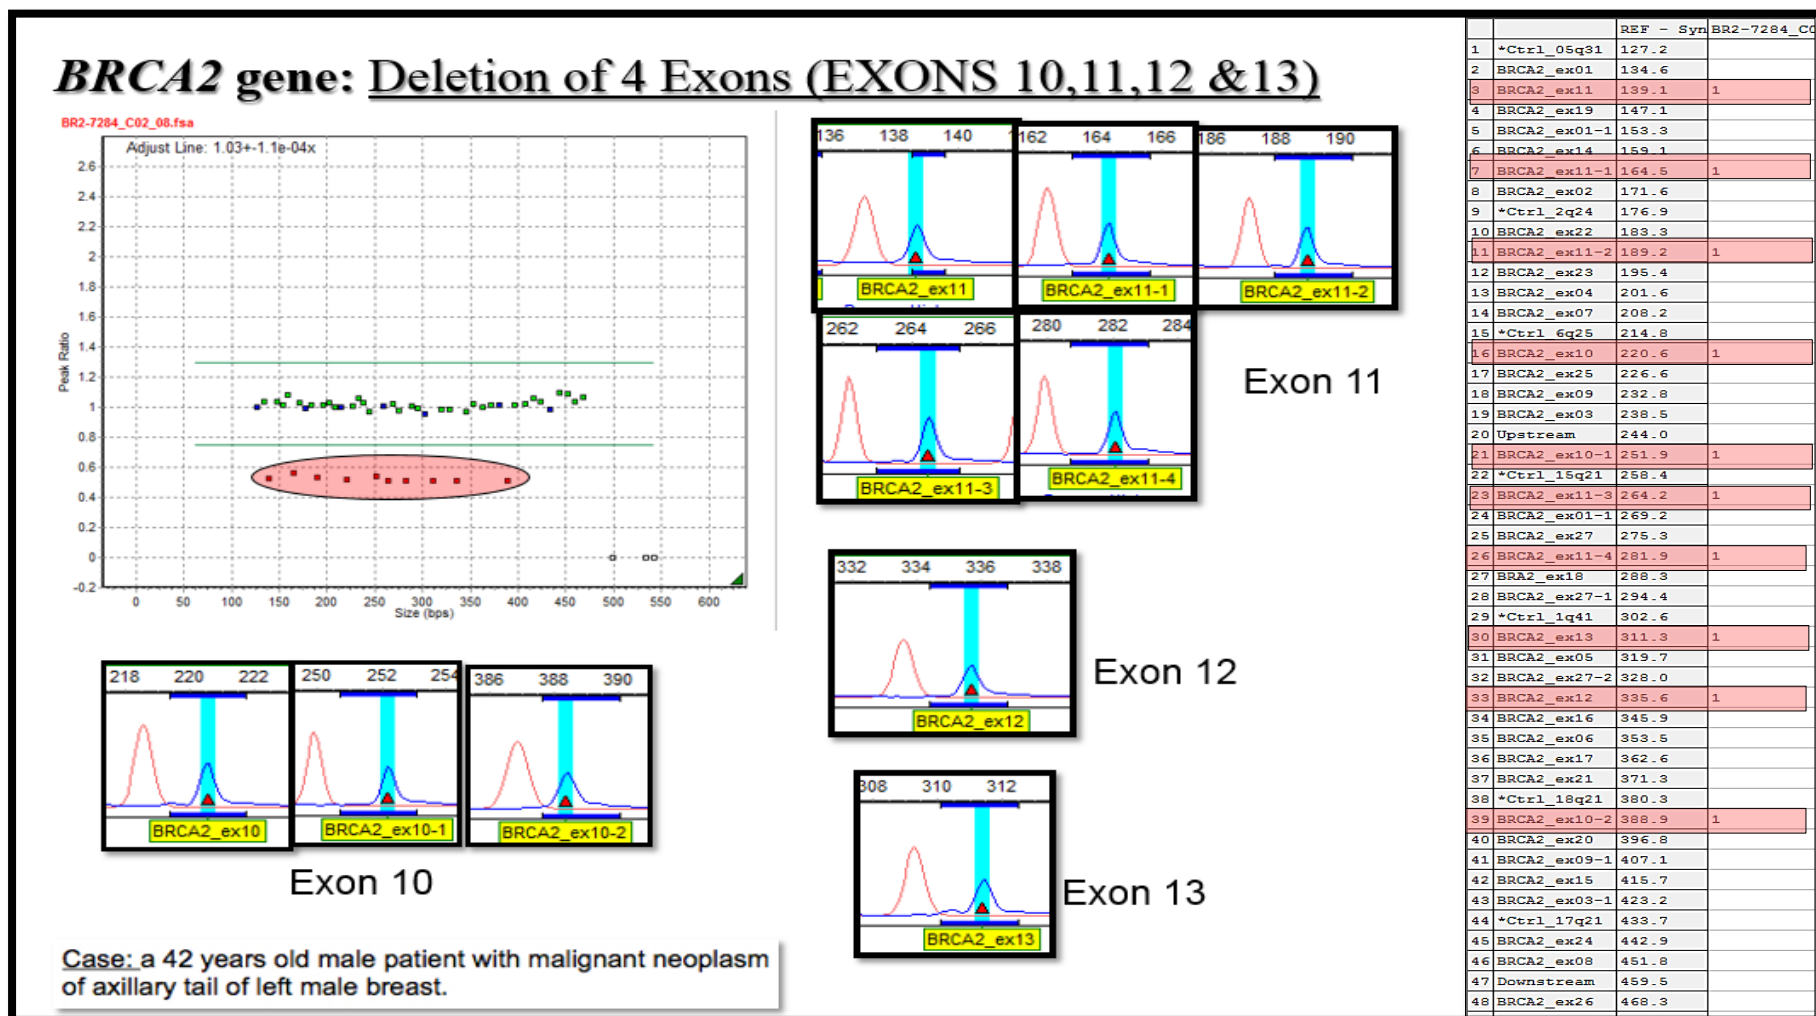 BRCA2 gene: Deletion of 4 Exons (EXONS 10,11,12 &13)
BR2-7284_C02_08.fsa
Adjust Line: 1.03+-1.1e-04x
Peak Ratio
2.6
2.4
2.2
2
1.8
1.6
1.4
1.2
1
0.8
0.6
0.4
0.2
0
-0.2
0 50 100 150 200 250 300 350 400 450 500 550 600
Size (bps)
136 138 140
BRCA2_ex11
162 164 166
BRCA2_ex11-1
186 188 190
BRCA2_ex11-2
262 264 266
BRCA2_ex11-3
280 282 284
BRCA2_ex11-4
Exon 11
332 334 336 338
BRCA2_ex12
Exon 12
308 310 312
BRCA2_ex13
Exon 13
218 220 222
BRCA2_ex10
250 252 254
BRCA2_ex10-1
386 388 390
BRCA2_ex10-2
Exon 10
Case: a 42 years old male patient with malignant neoplasm
of axillary tail of left male breast.
REF - Syn BR2-7284_C0
1 *Ctrl_05q31 127.2
2 BRCA2_ex01 134.6
3 BRCA2_ex11 139.1 1
4 BRCA2_ex19 147.1
5 BRCA2_ex01-1 153.3
6 BRCA2_ex14 159.1
7 BRCA2_ex11-1 164.5 1
8 BRCA2_ex02 171.6
9 *Ctrl_2q24 176.9
10 BRCA2_ex22 183.3
11 BRCA2_ex11-2 189.2 1
12 BRCA2_ex23 195.4
13 BRCA2_ex04 201.6
14 BRCA2_ex07 208.2
15 *Ctrl_6q25 214.8
16 BRCA2_ex10 220.6 1
17 BRCA2_ex25 226.6
18 BRCA2_ex09 232.8
19 BRCA2_ex03 238.5
20 Upstream 244.0
21 BRCA2_ex10-1 251.9 1
22 *Ctrl_15q21 258.4
23 BRCA2_ex11-3 264.2 1
24 BRCA2_ex01-1 269.2
25 BRCA2_ex27 275.3
26 BRCA2_ex11-4 281.9 1
27 BRA2_ex18 288.3
28 BRCA2_ex27-1 294.4
29 *Ctrl_1q41 302.6
30 BRCA2_ex13 311.3 1
31 BRCA2_ex05 319.7
32 BRCA2_ex27-2 328.0
33 BRCA2_ex12 335.6 1
34 BRCA2_ex16 345.9
35 BRCA2_ex06 353.5
36 BRCA2_ex17 362.6
37 BRCA2_ex21 371.3
38 *Ctrl_18q21 380.3
39 BRCA2_ex10-2 388.9 1
40 BRCA2_ex20 396.8
41 BRCA2_ex09-1 407.1
42 BRCA2_ex15 415.7
43 BRCA2_ex03-1 423.2
44 *Ctrl_17q21 433.7
45 BRCA2_ex24 442.9
46 BRCA2_ex08 451.8
47 Downstream 459.5
48 BRCA2_ex26 468.3